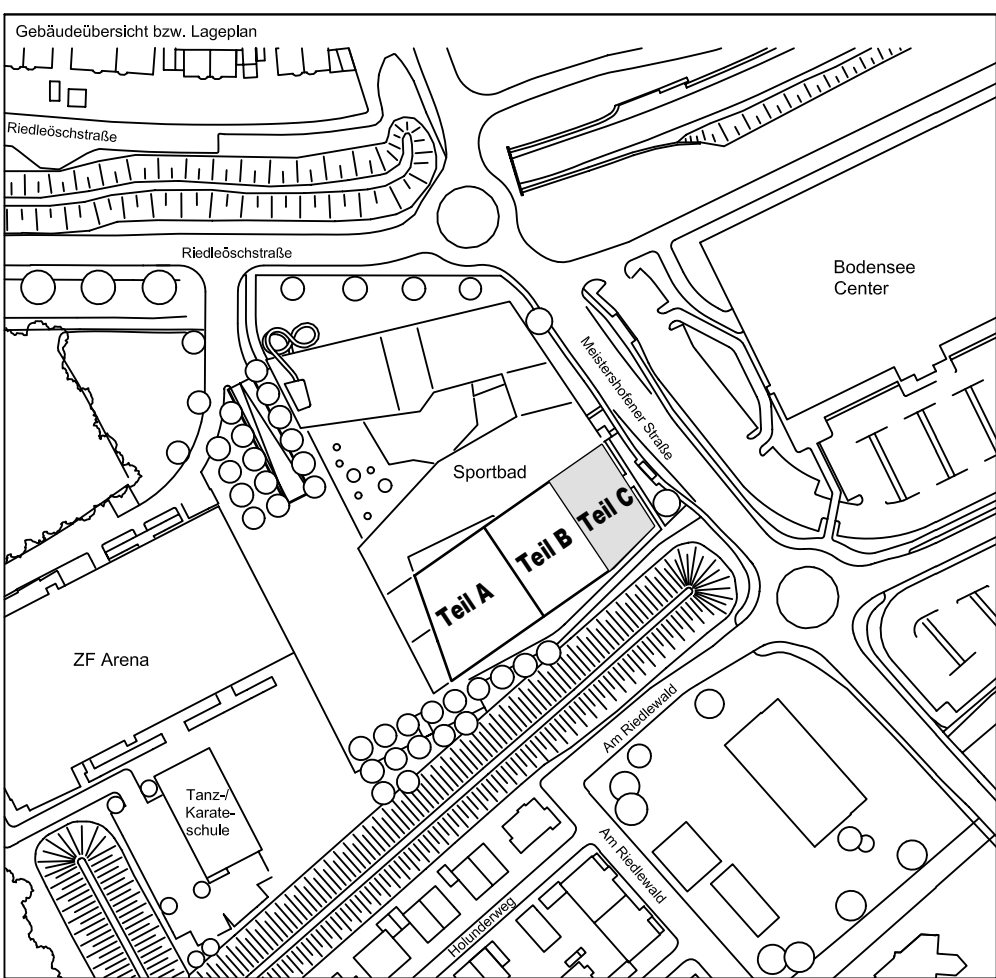 Gebäudeübersicht bzw. Lageplan
Riedleöschstraße
Riedleöschstraße
Bodensee
Center
Meistershofener Straße
Sportbad
Teil C
Teil B
Teil A
ZF Arena
Am Riedlewald
Tanz-/
Karate-
schule
Am Riedlewald
Holunderweg